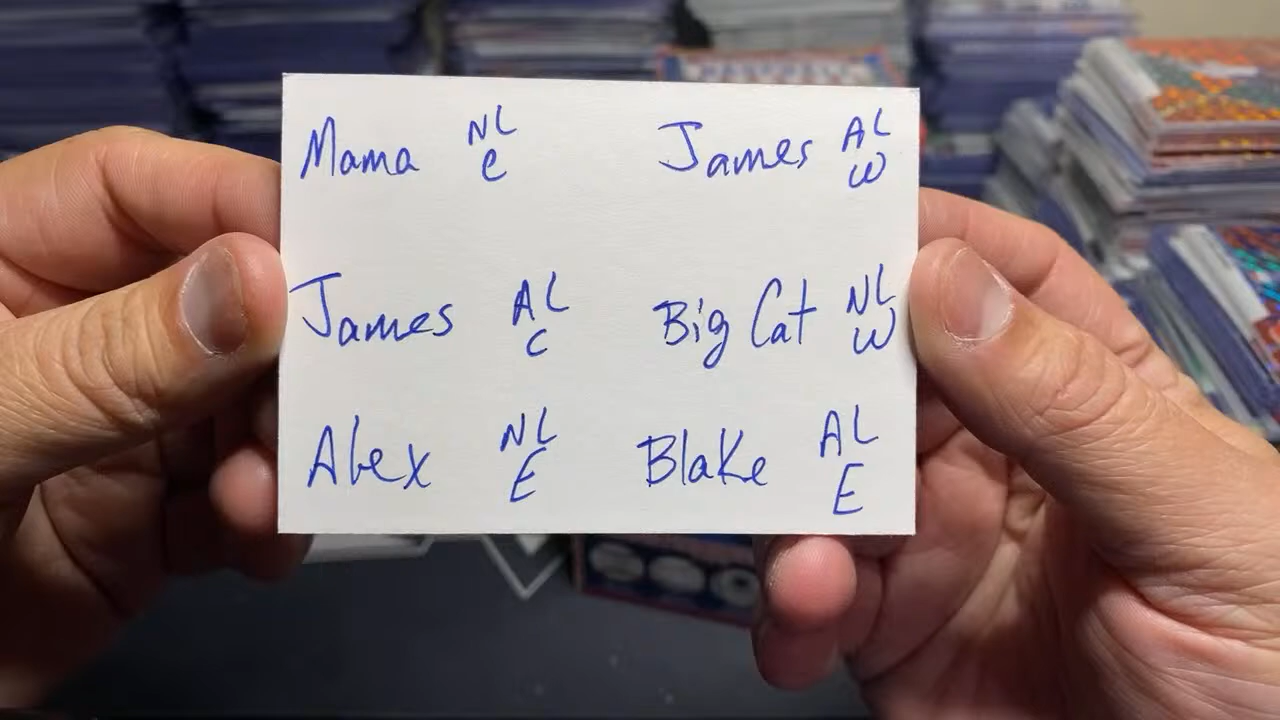 Mama NL
C
James AL
W
James AL
C
Big Cat NL
W
Alex NL
E
Blake AL
E